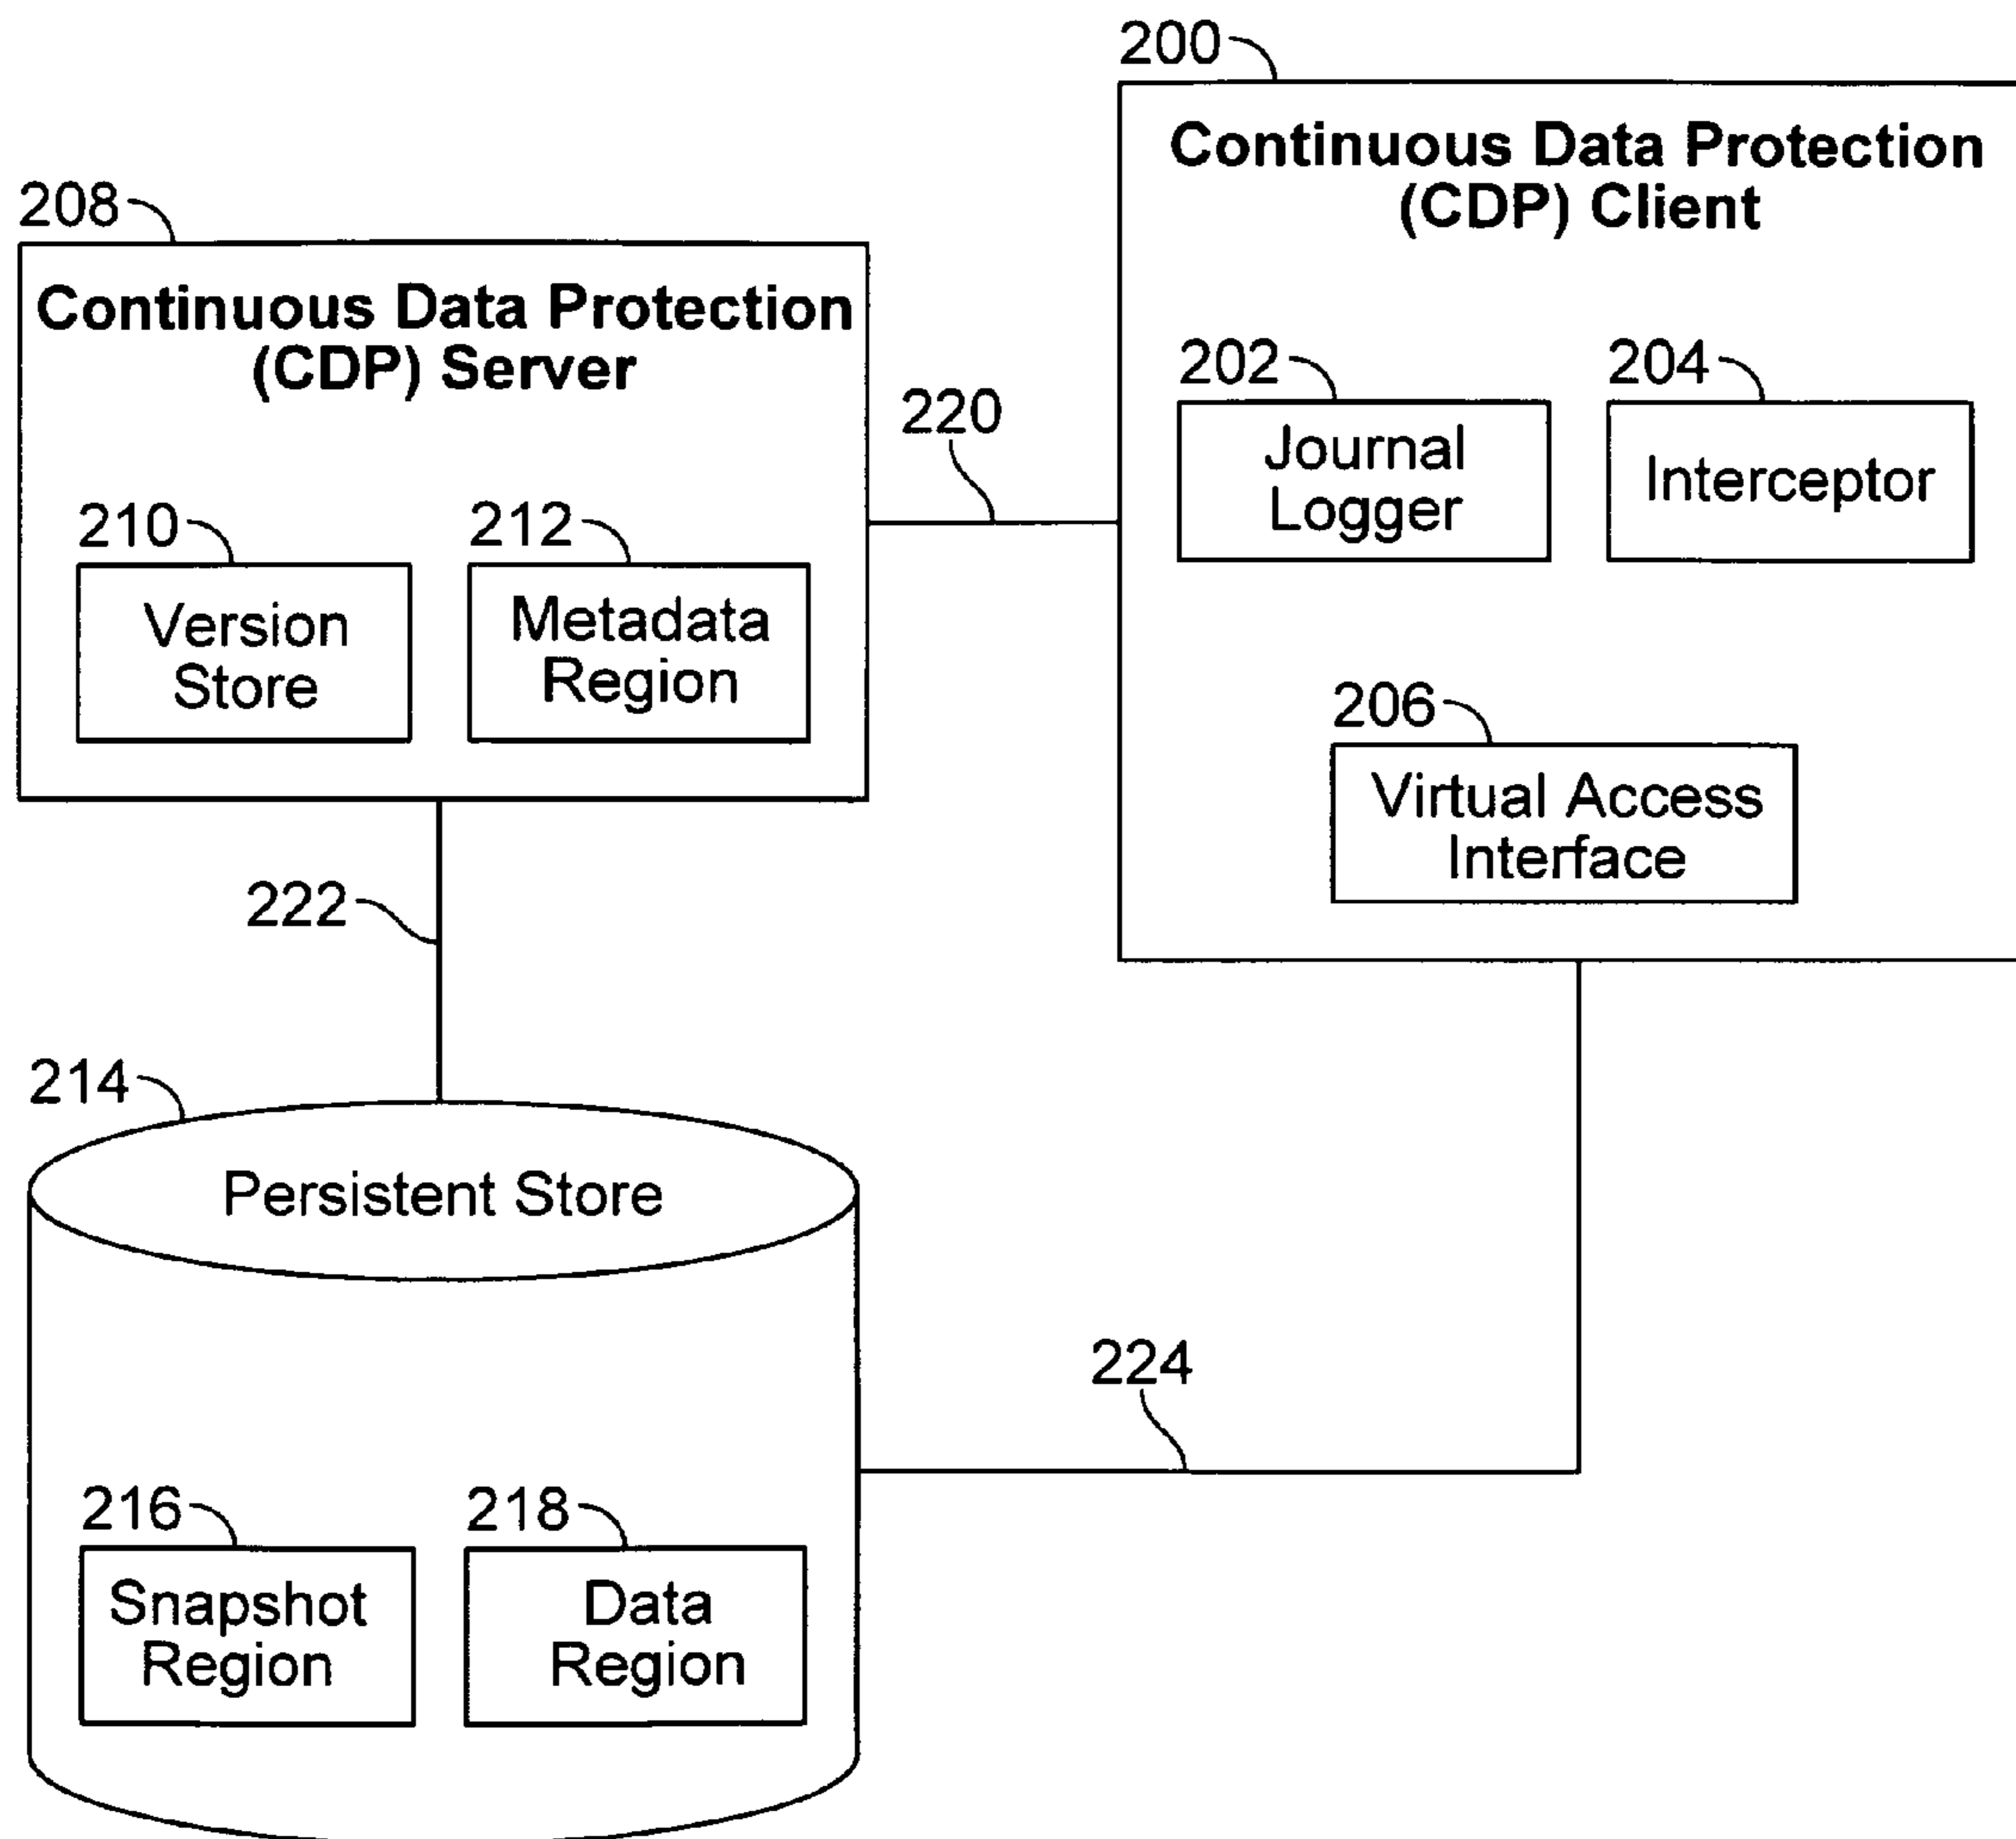 200
Continuous Data Protection
(CDP) Client
208
Continuous Data Protection
(CDP) Server
202
Journal
Logger
204
Interceptor
220
210
Version
Store
212
Metadata
Region
206
Virtual Access
Interface
222
214
Persistent Store
224
216
Snapshot
Region
218
Data
Region